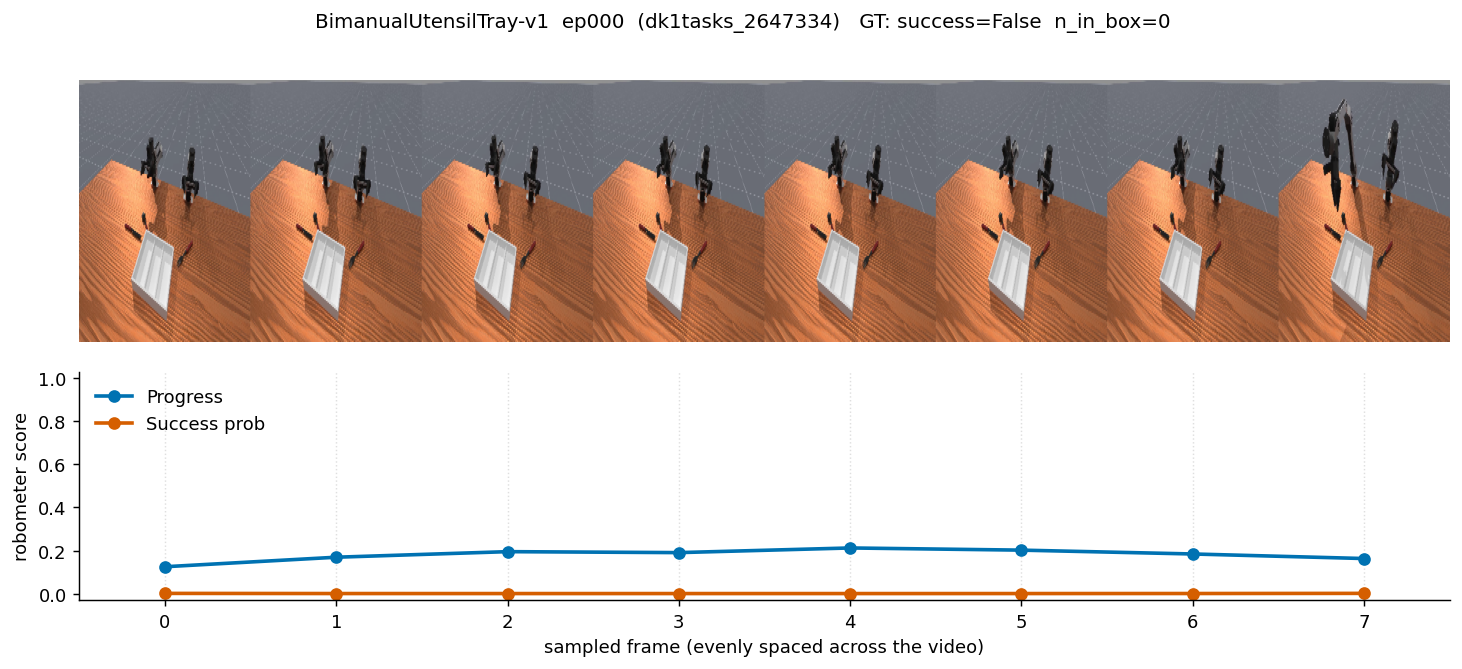 BimanualUtensilTray-v1  ep000  (dk1tasks_2647334)   GT: success=False  n_in_box=0
1.0
0.8
0.6
0.4
0.2
0.0
robometer score
Progress
Success prob
0 1 2 3 4 5 6 7
sampled frame (evenly spaced across the video)